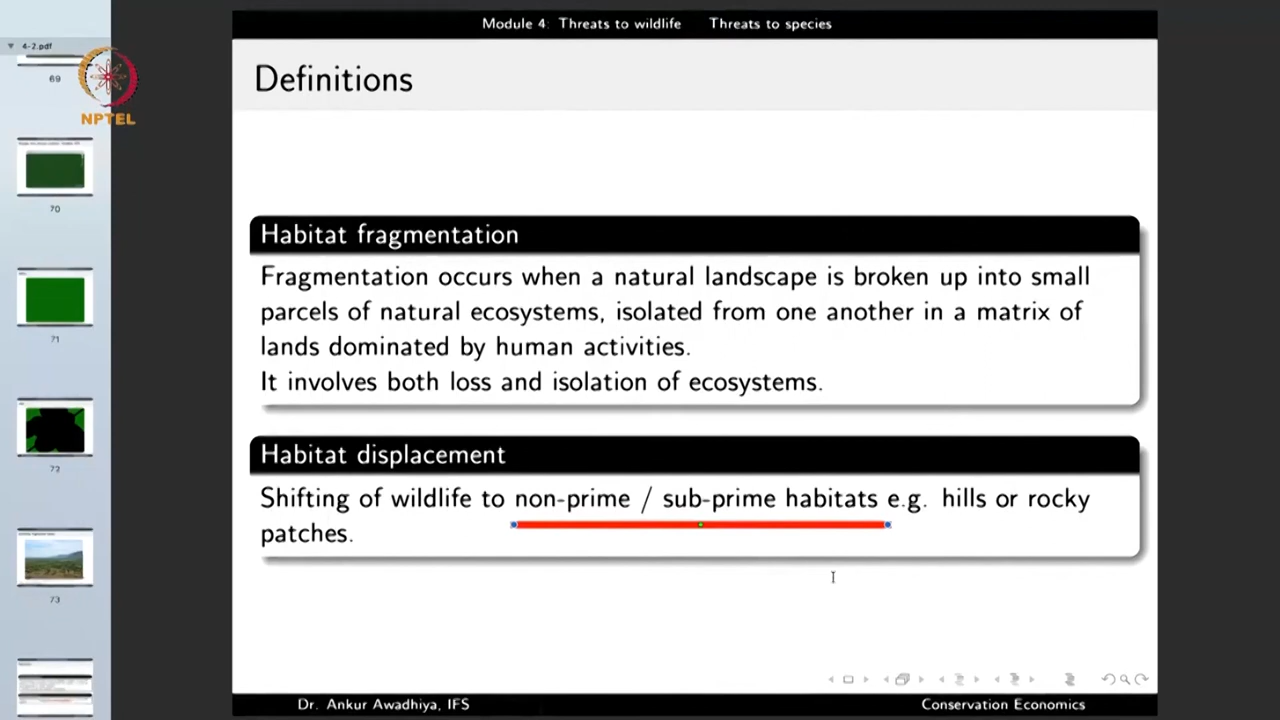 Module 4: Threats to wildlife Threats to species
4-2.pdf
69
NPTEL
Definitions
70
Habitat fragmentation
Fragmentation occurs when a natural landscape is broken up into small
parcels of natural ecosystems, isolated from one another in a matrix of
lands dominated by human activities.
It involves both loss and isolation of ecosystems.
71
Habitat displacement
72
Shifting of wildlife to non-prime / sub-prime habitats e.g. hills or rocky
patches.
73
Dr. Ankur Awadhiya, IFS Conservation Economics